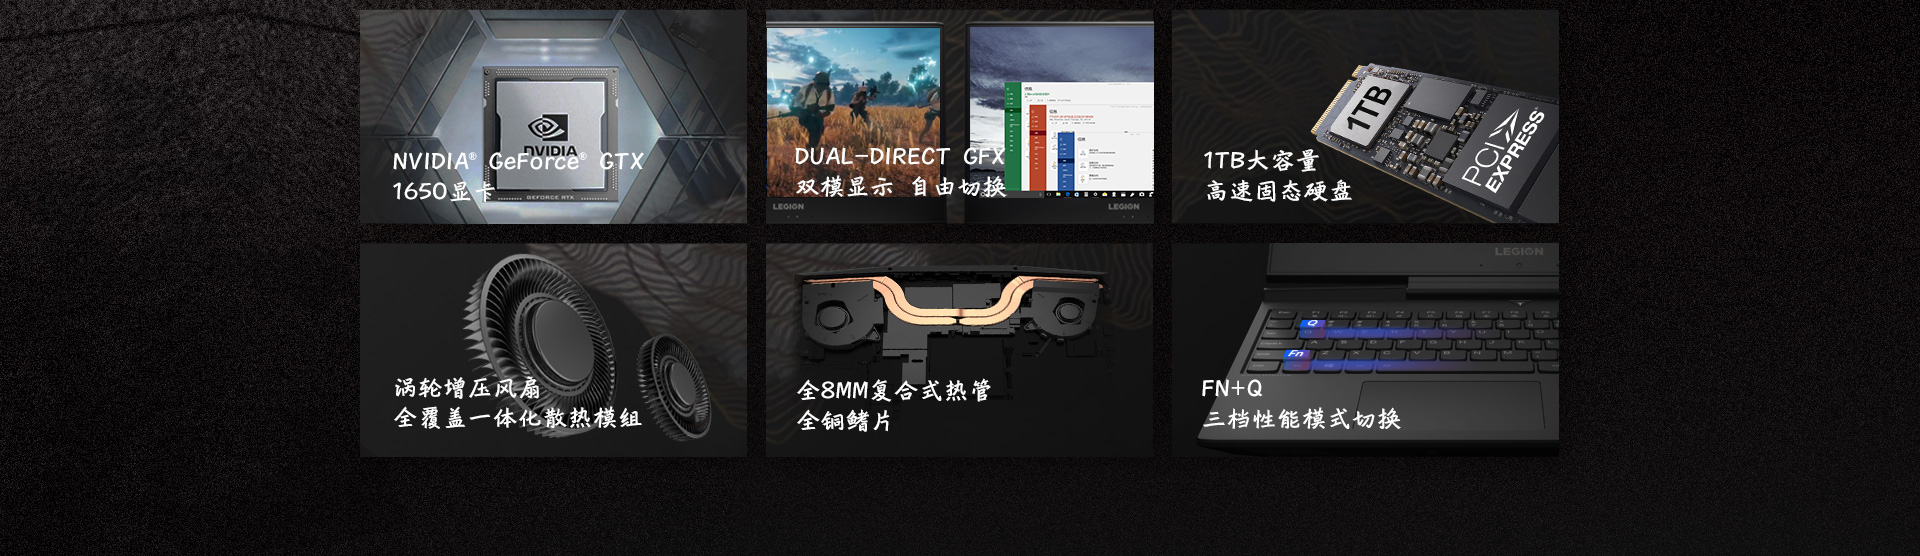 NVIDIA
NVIDIA® GeForce® GTX
1650显卡
GEFORCE RTX
DUAL-DIRECT GFX
双模显示 自由切换
LEGION
LEGION
1TB
PCI EXPRESS®
1TB大容量
高速固态硬盘
涡轮增压风扇
全覆盖一体化散热模组
全8MM复合式热管
全铜鳍片
LEGION
Q
Fn
FN+Q
三档性能模式切换